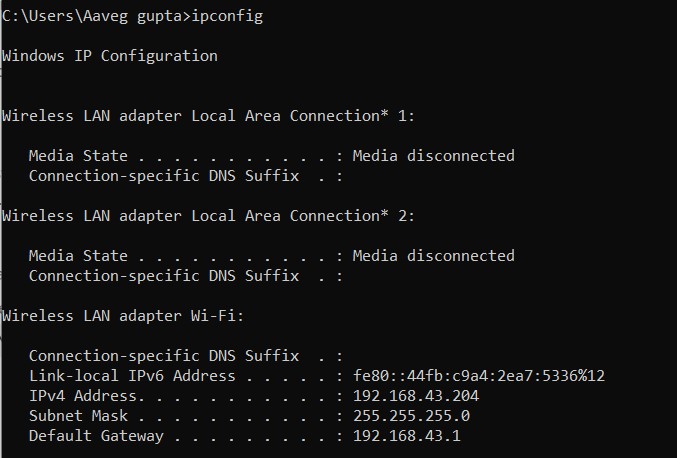 C:\Users\Aaveg gupta>ipconfig
Windows IP Configuration
Wireless LAN adapter Local Area Connection* 1:
Media State . . . . . . . . . . . : Media disconnected
Connection-specific DNS Suffix  . :
Wireless LAN adapter Local Area Connection* 2:
Media State . . . . . . . . . . . : Media disconnected
Connection-specific DNS Suffix  . :
Wireless LAN adapter Wi-Fi:
Connection-specific DNS Suffix  . :
Link-local IPv6 Address . . . . . : fe80::44fb:c9a4:2ea7:5336%12
IPv4 Address. . . . . . . . . . . : 192.168.43.204
Subnet Mask . . . . . . . . . . . : 255.255.255.0
Default Gateway . . . . . . . . . : 192.168.43.1